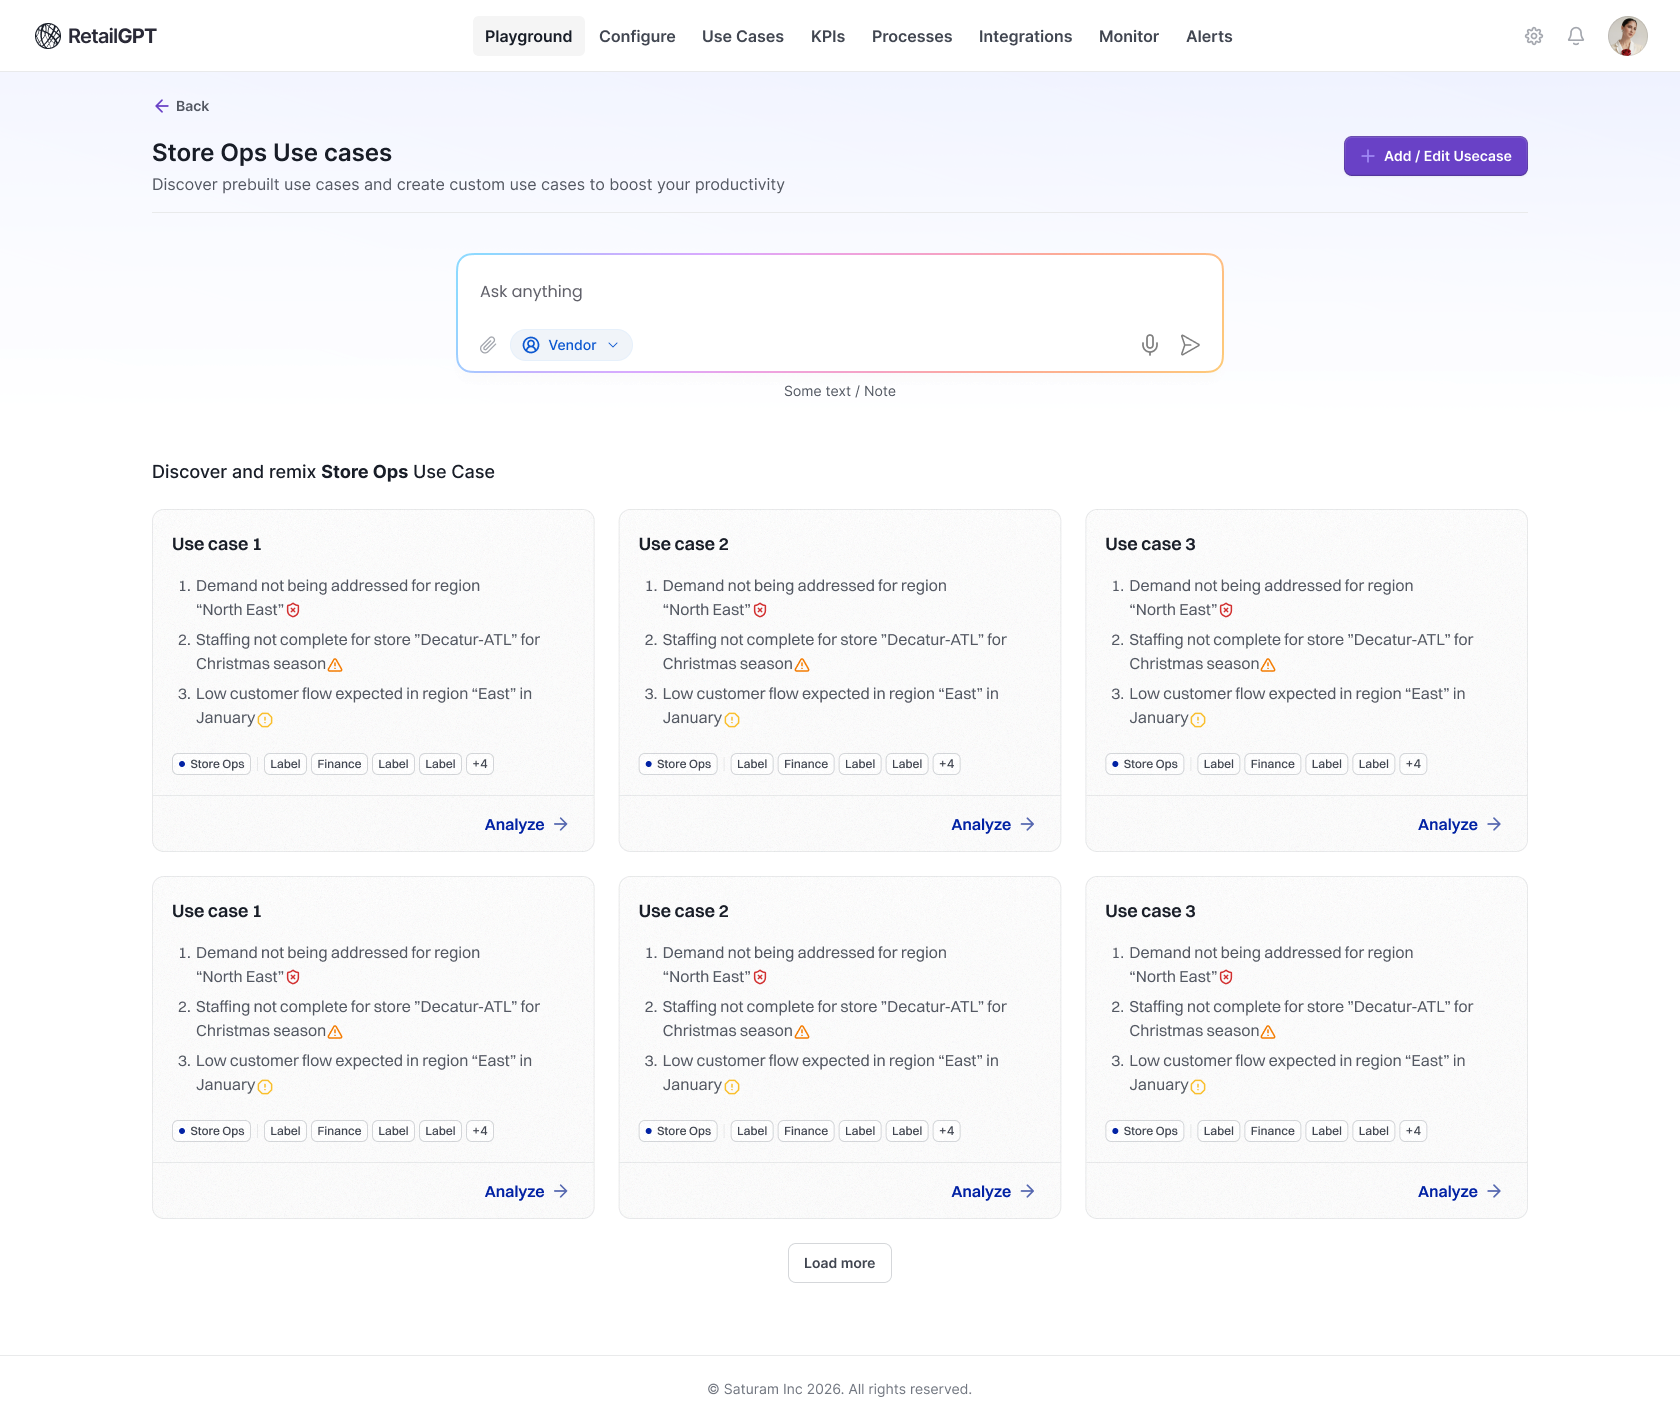 RetailGPT
Playground
Configure
Use Cases
KPIs
Processes
Integrations
Monitor
Alerts
Back
Store Ops Use cases
Add / Edit Usecase
Discover prebuilt use cases and create custom use cases to boost your productivity
Ask anything
Vendor
Some text / Note
Discover and remix Store Ops Use Case
Use case 1
1. Demand not being addressed for region
“North East”
2. Staffing not complete for store ”Decatur-ATL” for
Christmas season
3. Low customer flow expected in region “East” in
January
Store Ops Label Finance Label Label +4
Analyze
Use case 2
1. Demand not being addressed for region
“North East”
2. Staffing not complete for store ”Decatur-ATL” for
Christmas season
3. Low customer flow expected in region “East” in
January
Store Ops Label Finance Label Label +4
Analyze
Use case 3
1. Demand not being addressed for region
“North East”
2. Staffing not complete for store ”Decatur-ATL” for
Christmas season
3. Low customer flow expected in region “East” in
January
Store Ops Label Finance Label Label +4
Analyze
Use case 1
1. Demand not being addressed for region
“North East”
2. Staffing not complete for store ”Decatur-ATL” for
Christmas season
3. Low customer flow expected in region “East” in
January
Store Ops Label Finance Label Label +4
Analyze
Use case 2
1. Demand not being addressed for region
“North East”
2. Staffing not complete for store ”Decatur-ATL” for
Christmas season
3. Low customer flow expected in region “East” in
January
Store Ops Label Finance Label Label +4
Analyze
Use case 3
1. Demand not being addressed for region
“North East”
2. Staffing not complete for store ”Decatur-ATL” for
Christmas season
3. Low customer flow expected in region “East” in
January
Store Ops Label Finance Label Label +4
Analyze
Load more
© Saturam Inc 2026. All rights reserved.